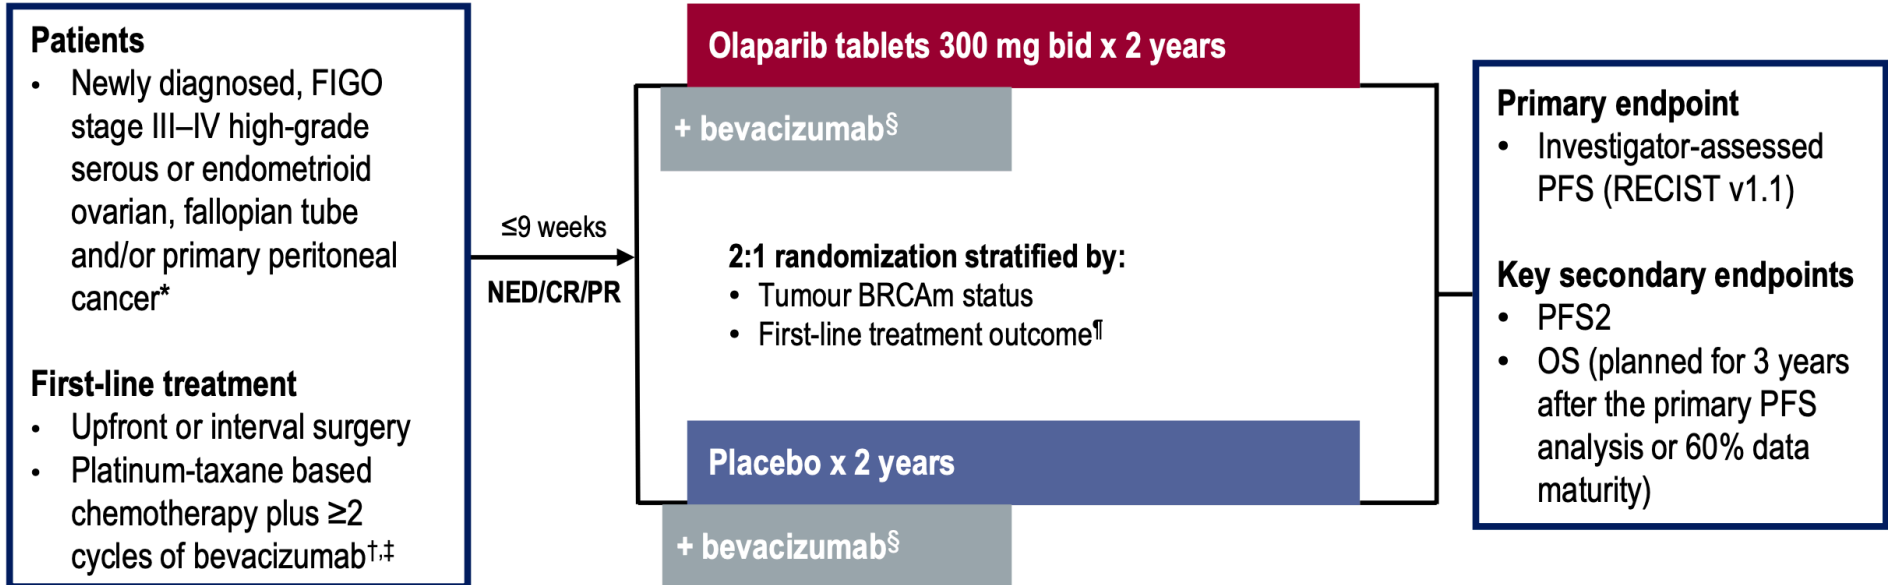 Patients
• Newly diagnosed, FIGO
stage III–IV high-grade
serous or endometrioid
ovarian, fallopian tube
and/or primary peritoneal
cancer*
First-line treatment
• Upfront or interval surgery
• Platinum-taxane based
chemotherapy plus ≥2
cycles of bevacizumab†,‡
≤9 weeks
NED/CR/PR
Olaparib tablets 300 mg bid x 2 years
+ bevacizumab§
2:1 randomization stratified by:
• Tumour BRCAm status
• First-line treatment outcome¶
Placebo x 2 years
+ bevacizumab§
Primary endpoint
• Investigator-assessed
PFS (RECIST v1.1)
Key secondary endpoints
• PFS2
• OS (planned for 3 years
after the primary PFS
analysis or 60% data
maturity)